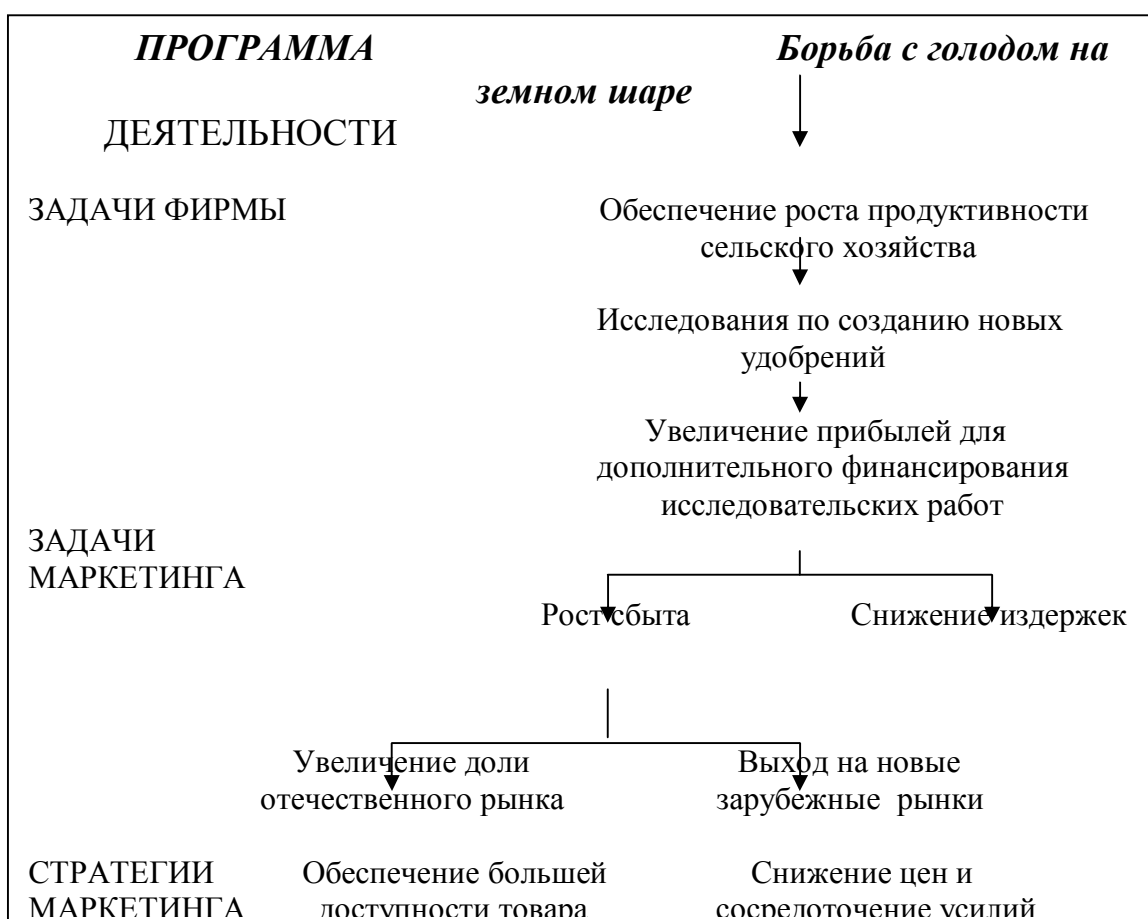 ПРОГРАММА Борьба с голодом на
земном шаре
ДЕЯТЕЛЬНОСТИ
ЗАДАЧИ ФИРМЫ Обеспечение роста продуктивности
сельского хозяйства
Исследования по созданию новых
удобрений
Увеличение прибылей для
дополнительного финансирования
исследовательских работ
ЗАДАЧИ
МАРКЕТИНГА
Рост сбыта Снижение издержек
Увеличение доли Выход на новые
отечественного рынка зарубежные рынки
СТРАТЕГИИ Обеспечение большей Снижение цен и
МАРКЕТИНГА доступности товара сосредоточение усилий